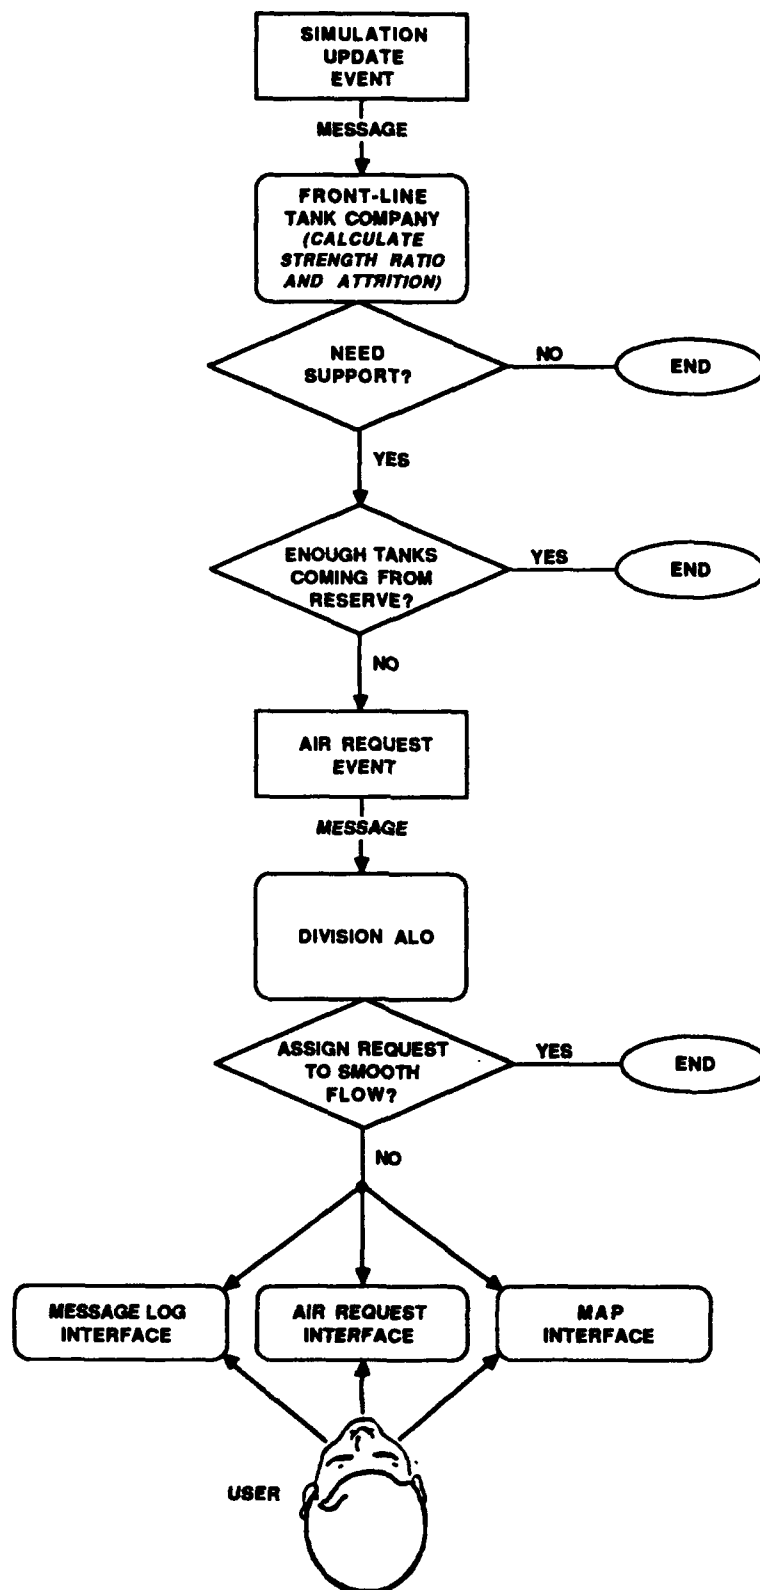 SIMULATION
UPDATE
EVENT
MESSAGE
FRONT-LINE
TANK COMPANY
(CALCULATE
STRENGTH RATIO
AND ATTRITION)
NEED
SUPPORT?
NO
END
YES
ENOUGH TANKS
COMING FROM
RESERVE?
YES
END
NO
AIR REQUEST
EVENT
MESSAGE
DIVISION ALO
ASSIGN REQUEST
TO SMOOTH
FLOW?
YES
END
NO
MESSAGE LOG
INTERFACE
AIR REQUEST
INTERFACE
MAP
INTERFACE
USER